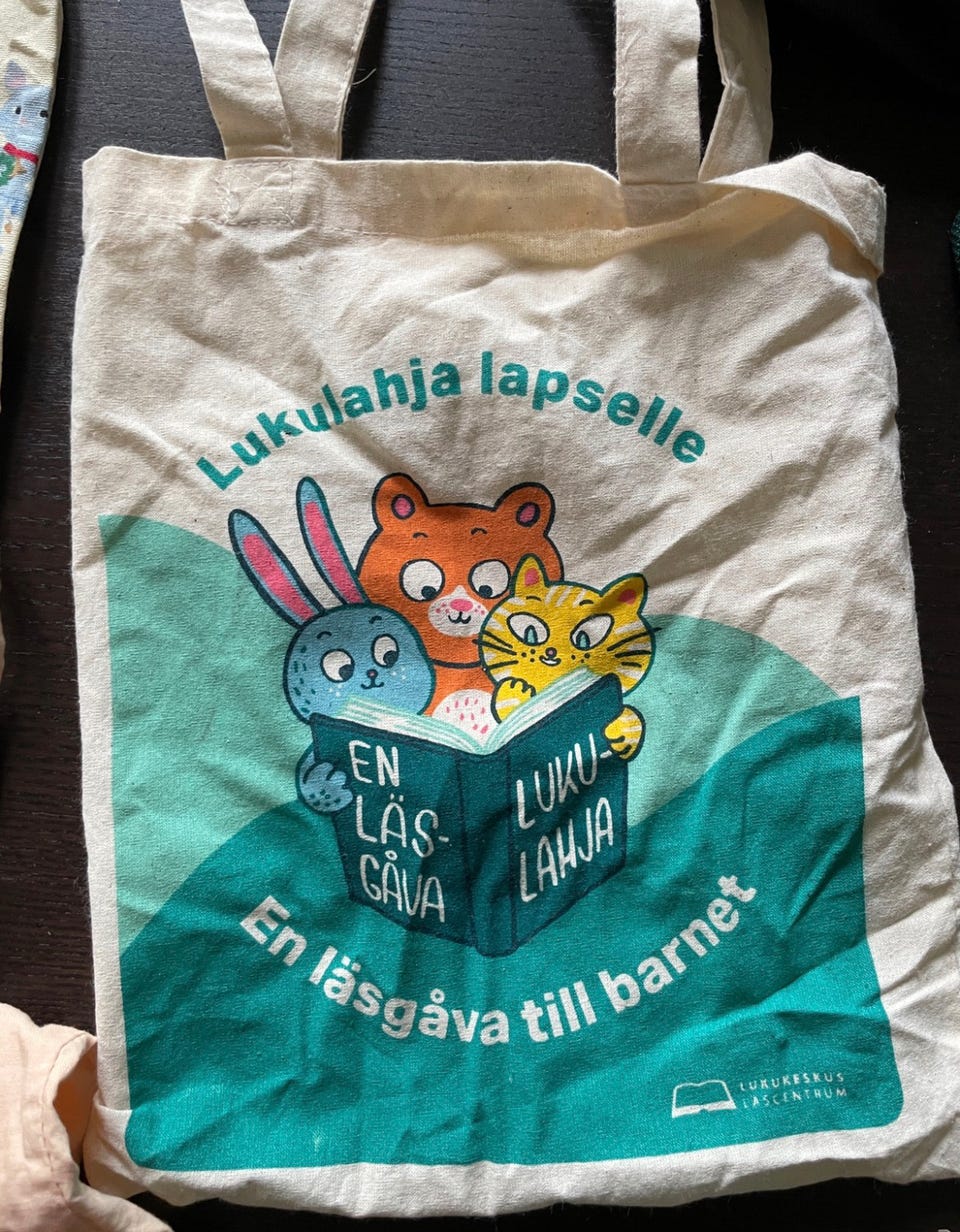 Lukulahja lapselle
EN
LÄS-
GÅVA
LUKU-
LAHJA
En läsgåva till barnet
LUKUKESKUS
LÄSCENTRUM